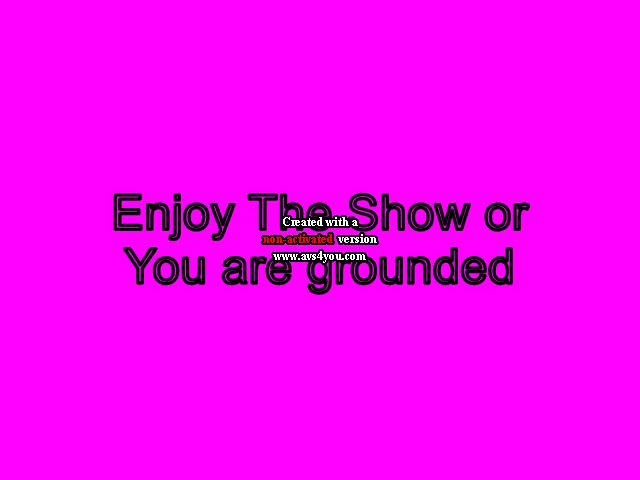 Enjoy The Show or
You are grounded
Created with a
non-activated version
www.avs4you.com